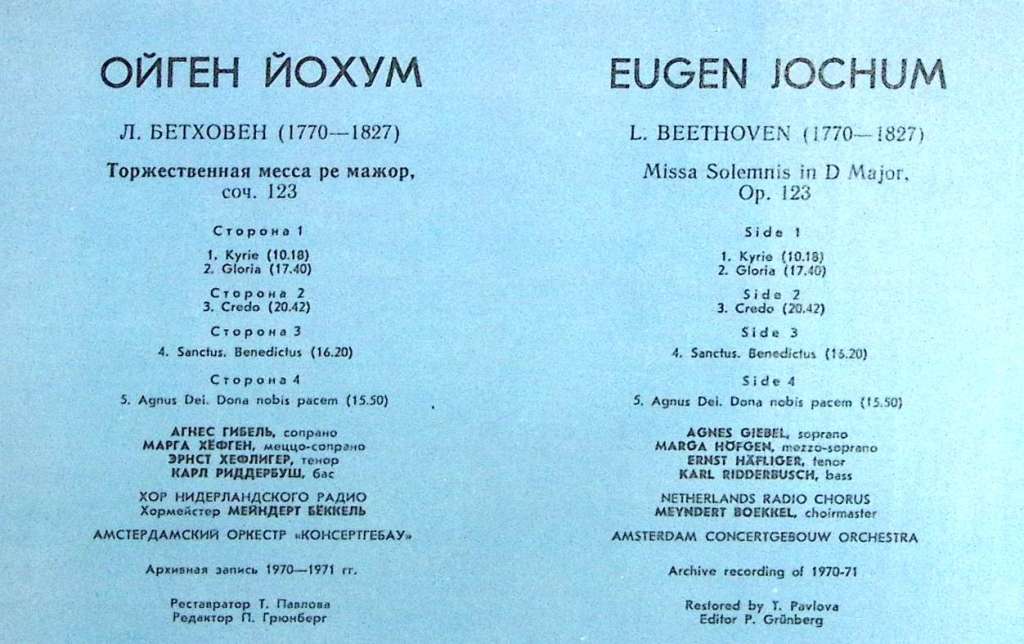 ОЙГЕН ЙОХУМ
Л. БЕТХОВЕН (1770—1827)
Торжественная месса ре мажор,
соч. 123
Сторона 1
1. Kyrie (10.18)
2. Gloria (17.40)
Сторона 2
3. Credo (20.42)
Сторона 3
4. Sanctus. Benedictus (16.20)
Сторона 4
5. Agnus Dei. Dona nobis pacem (15.50)
АГНЕС ГИБЕЛЬ, сопрано
МАРГА ХЁФГЕН, меццо-сопрано
ЭРНСТ ХЕФЛИГЕР, тенор
КАРЛ РИДДЕРБУШ, бас
ХОР НИДЕРЛАНДСКОГО РАДИО
Хормейстер МЕЙНДЕРТ БЁККЕЛЬ
АМСТЕРДАМСКИЙ ОРКЕСТР «КОНСЕРТГЕБАУ»
Архивная запись 1970—1971 гг.
Реставратор Т. Павлова
Редактор П. Грюнберг
EUGEN JOCHUM
L. BEETHOVEN (1770—1827)
Missa Solemnis in D Major,
Op. 123
Side 1
1. Kyrie (10.18)
2. Gloria (17.40)
Side 2
3. Credo (20.42)
Side 3
4. Sanctus. Benedictus (16.20)
Side 4
5. Agnus Dei. Dona nobis pacem (15.50)
AGNES GIEBEL, soprano
MARGA HÖFGEN, mezzo-soprano
ERNST HÄFLIGER, tenor
KARL RIDDERBUSCH, bass
NETHERLANDS RADIO CHORUS
MEYNDERT BOEKKEL, choirmaster
AMSTERDAM CONCERTGEBOUW ORCHESTRA
Archive recording of 1970-71
Restored by T. Pavlova
Editor P. Grünberg